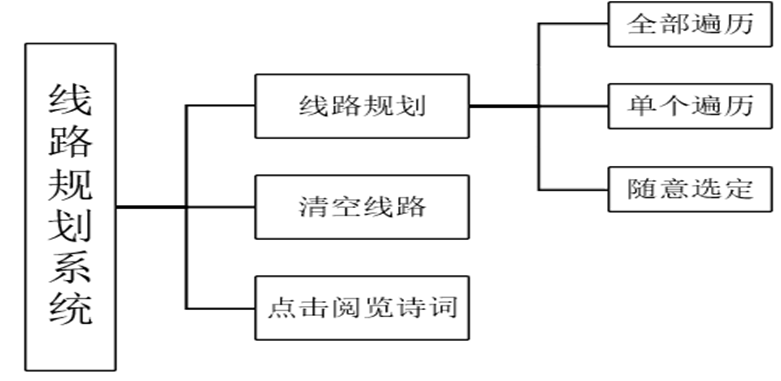 线路规划系统
线路规划
清空线路
点击阅览诗词
全部遍历
单个遍历
随意选定